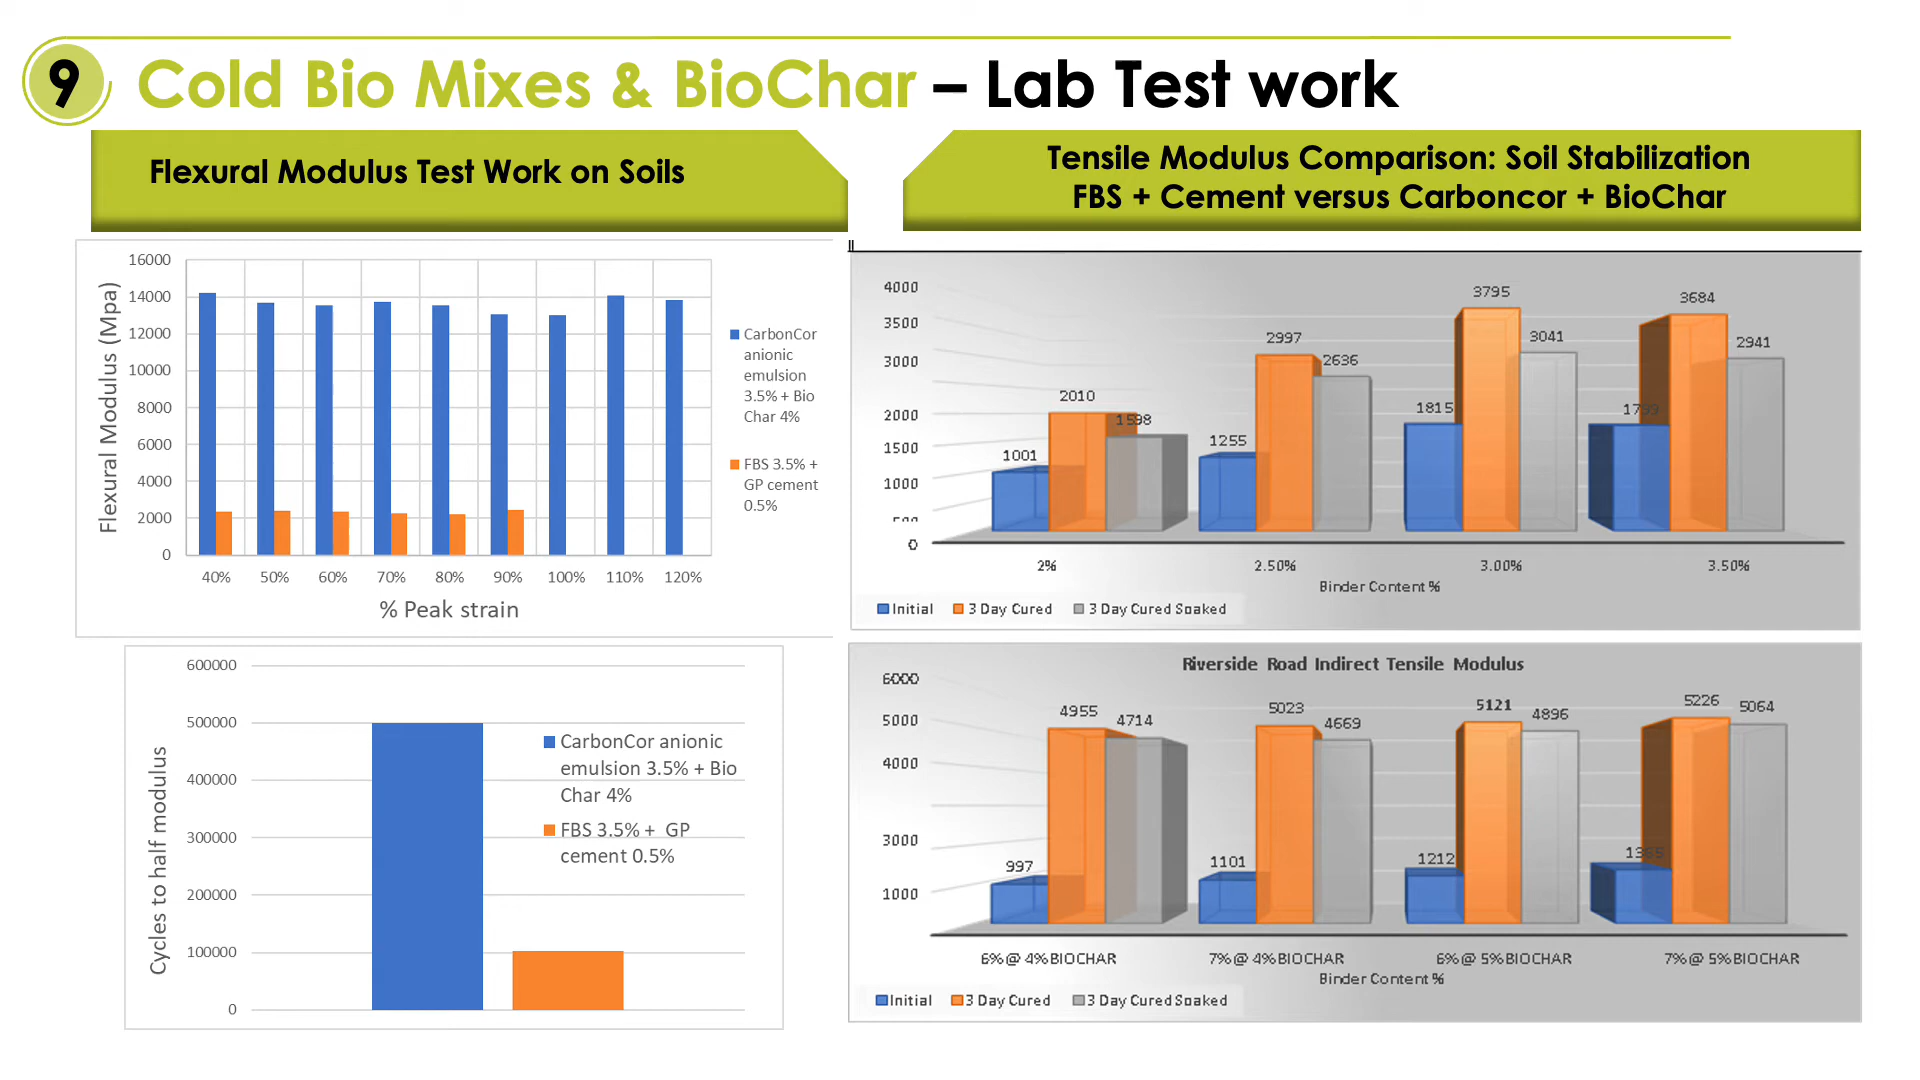 9
Cold Bio Mixes & BioChar – Lab Test work
Flexural Modulus Test Work on Soils
16000
14000
12000
10000
8000
6000
4000
2000
0
Flexural Modulus (Mpa)
40% 50% 60% 70% 80% 90% 100% 110% 120%
% Peak strain
CarbonCor
anionic
emulsion
3.5% + Bio
Char 4%
FBS 3.5% +
GP cement
0.5%
600000
500000
400000
300000
200000
100000
0
Cycles to half modulus
CarbonCor anionic
emulsion 3.5% + Bio
Char 4%
FBS 3.5% + GP
cement 0.5%
Tensile Modulus Comparison: Soil Stabilization
FBS + Cement versus Carboncor + BioChar
4000
3500
3000
2000
1500
1000
0
1001 2010 1598
1255 2997 2636
1815 3795 3041
3684 2941
2% 2.50% 3.00% 3.50%
Binder Content %
Initial 3 Day Cured 3 Day Cured Soaked
Riverside Road Indirect Tensile Modulus
6000
5000
4000
3000
1000
997 4955 4714
1101 5023 4669
1212 5121 4896
5226 5064
6%@ 4%BIOCHAR 7%@ 4%BIOCHAR 6%@ 5%BIOCHAR 7%@ 5%BIOCHAR
Binder Content %
Initial 3 Day Cured 3 Day Cured Soaked